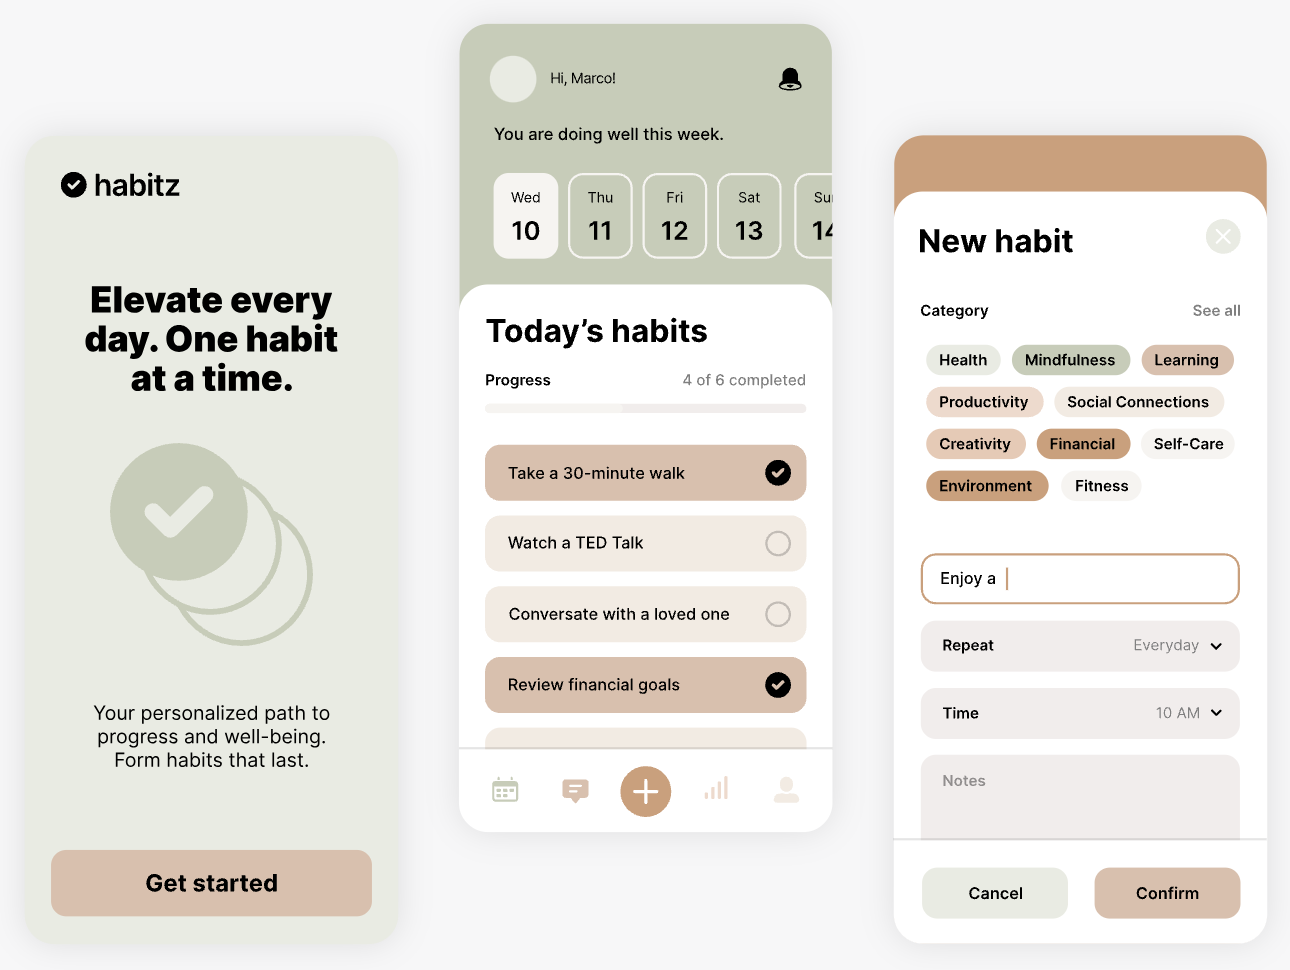 habitz
Elevate every
day. One habit
at a time.
Your personalized path to
progress and well-being.
Form habits that last.
Get started
Hi, Marco!
You are doing well this week.
Wed Thu Fri Sat Sun
10 11 12 13 14
Today’s habits
Progress 4 of 6 completed
Take a 30-minute walk
Watch a TED Talk
Conversate with a loved one
Review financial goals
New habit
Category See all
Health Mindfulness Learning
Productivity Social Connections
Creativity Financial Self-Care
Environment Fitness
Enjoy a
Repeat Everyday
Time 10 AM
Notes
Cancel Confirm